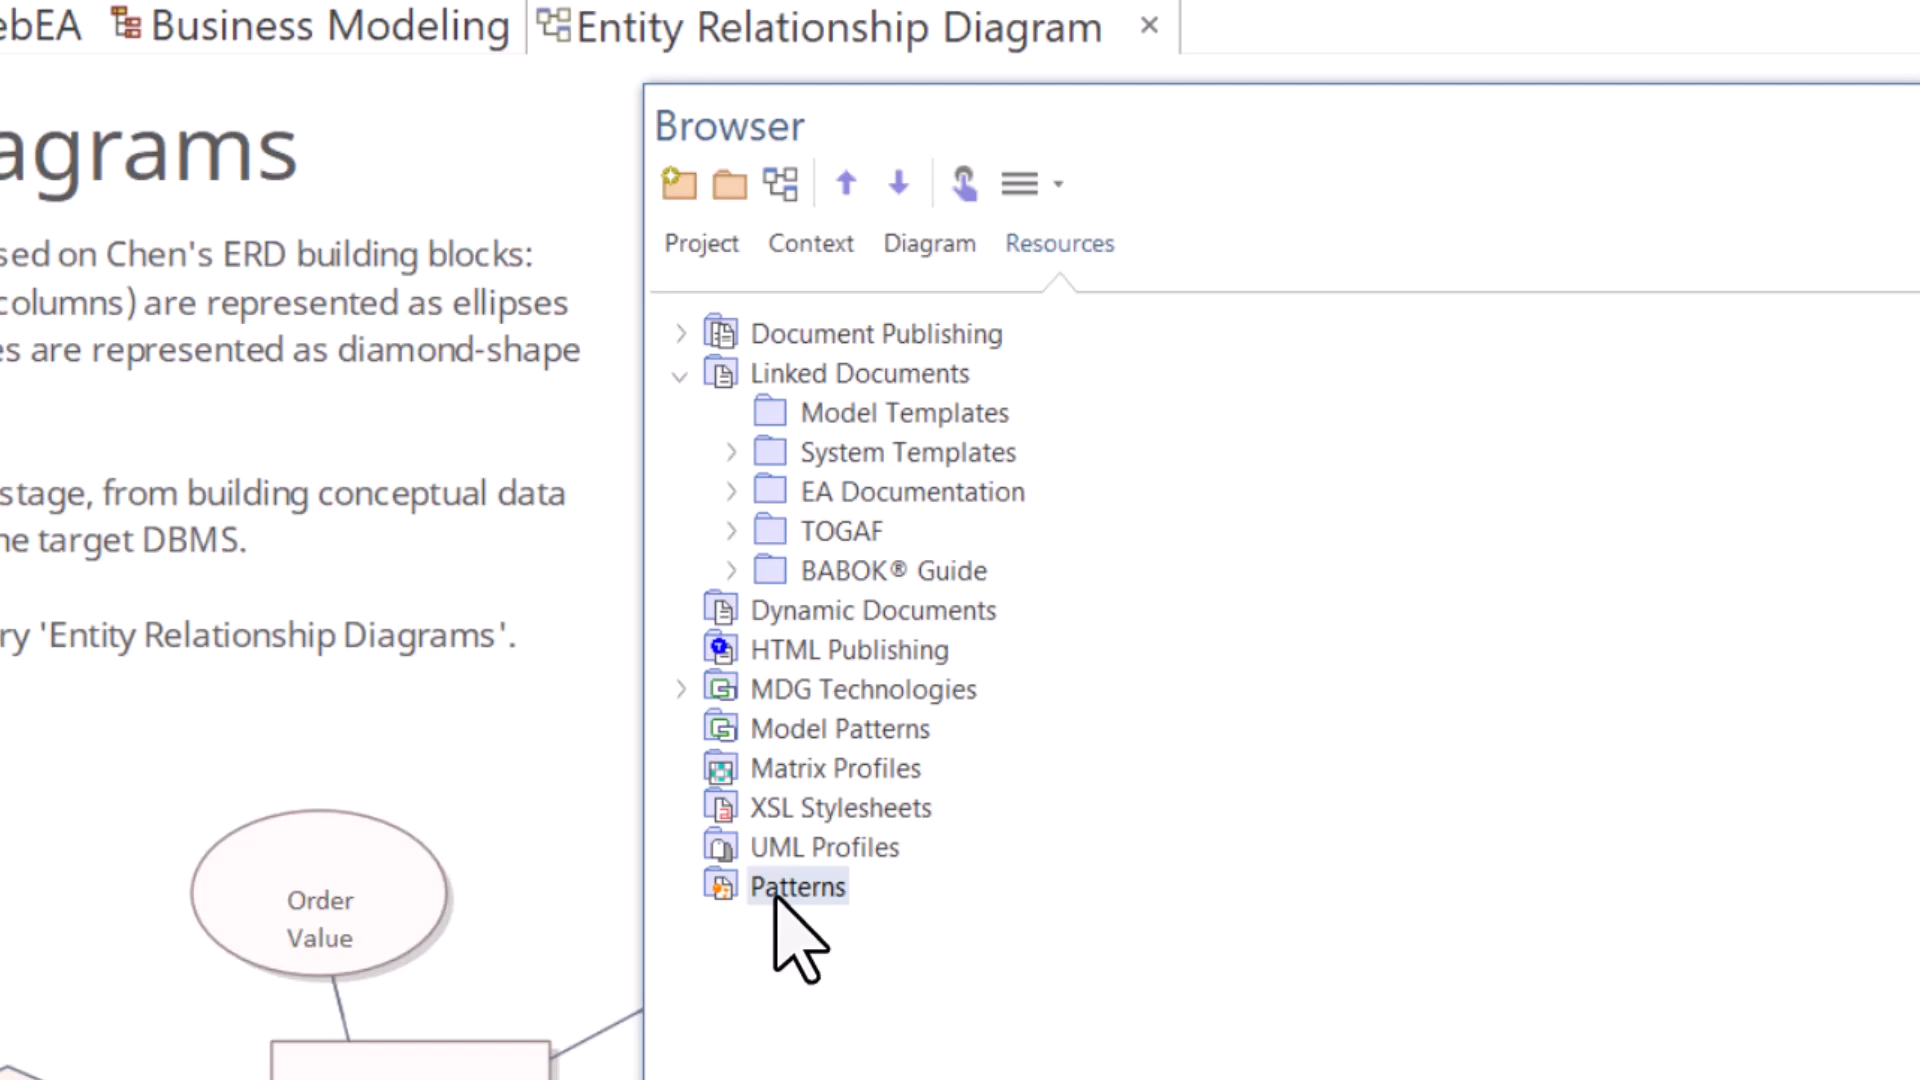 ebEA Business Modeling Entity Relationship Diagram
agrams
sed on Chen's ERD building blocks:
columns) are represented as ellipses
es are represented as diamond-shape
stage, from building conceptual data
he target DBMS.
ry 'Entity Relationship Diagrams'.
Order
Value
Browser
Project Context Diagram Resources
Document Publishing
Linked Documents
Model Templates
System Templates
EA Documentation
TOGAF
BABOK® Guide
Dynamic Documents
HTML Publishing
MDG Technologies
Model Patterns
Matrix Profiles
XSL Stylesheets
UML Profiles
Patterns